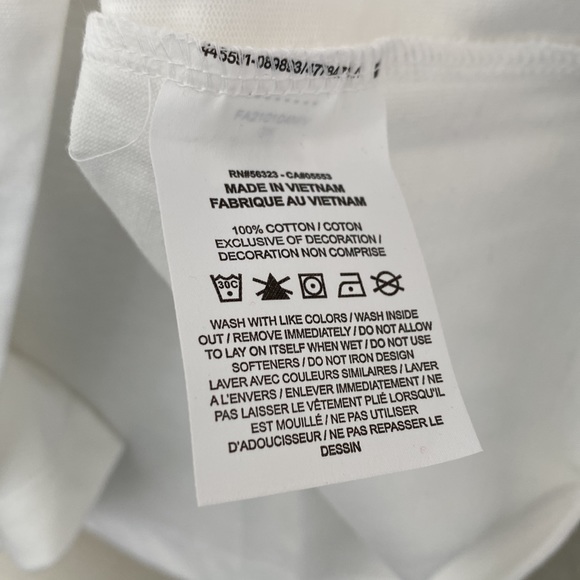 RN#56323 - CA#05553
MADE IN VIETNAM
FABRIQUE AU VIETNAM
100% COTTON / COTON
EXCLUSIVE OF DECORATION /
DECORATION NON COMPRISE
30C
WASH WITH LIKE COLORS / WASH INSIDE
OUT / REMOVE IMMEDIATELY / DO NOT ALLOW
TO LAY ON ITSELF WHEN WET / DO NOT USE
SOFTENERS / DO NOT IRON DESIGN
LAVER AVEC COULEURS SIMILAIRES / LAVER
A L'ENVERS / ENLEVER IMMEDIATEMENT / NE
PAS LAISSER LE VÊTEMENT PLIÉ LORSQU'IL
EST MOUILLÉ / NE PAS UTILISER
D'ADOUCISSEUR / NE PAS REPASSER LE
DESSIN